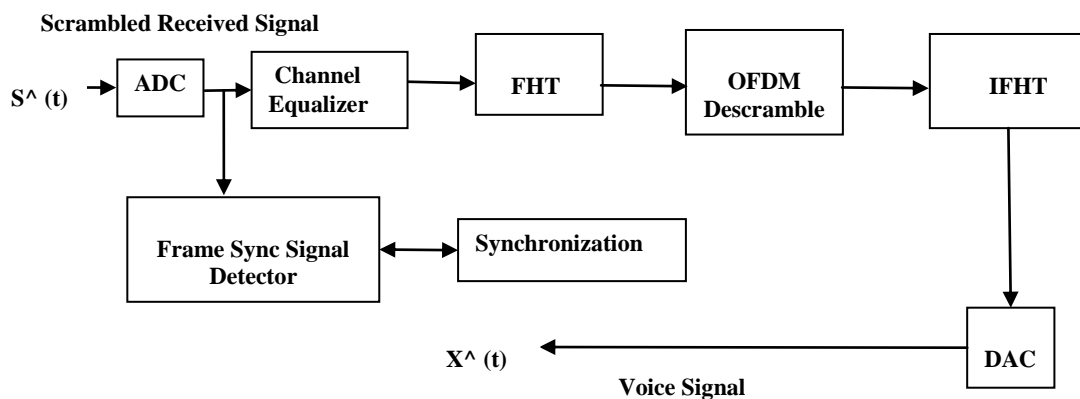 Scrambled Received Signal
S^ (t)
ADC
Channel
Equalizer
FHT
OFDM
Descramble
IFHT
Frame Sync Signal
Detector
Synchronization
X^ (t)
Voice Signal
DAC